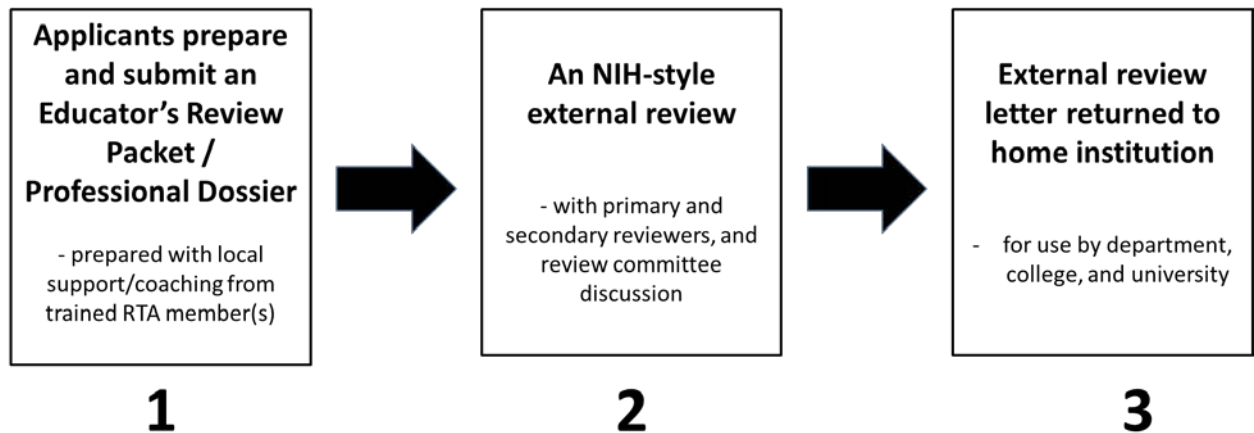 Applicants prepare
and submit an
Educator's Review
Packet /
Professional Dossier
- prepared with local
support/coaching from
trained RTA member(s)
1
An NIH-style
external review
- with primary and
secondary reviewers, and
review committee
discussion
2
External review
letter returned to
home institution
- for use by department,
college, and university
3